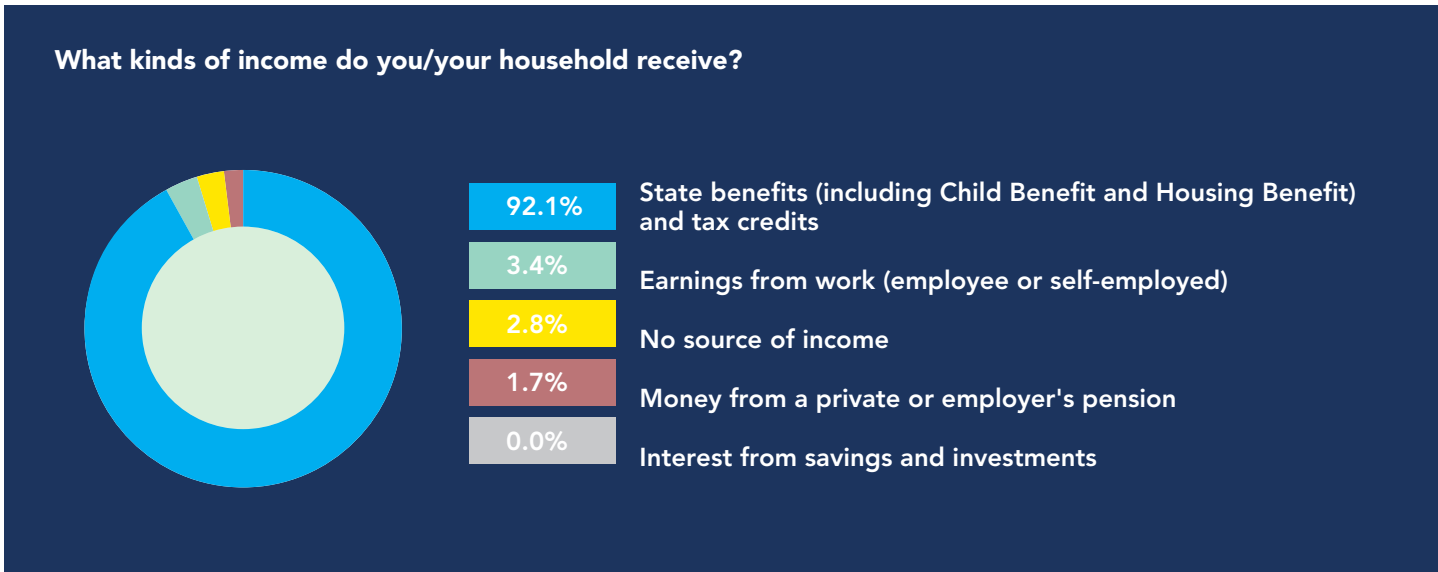 What kinds of income do you/your household receive?
92.1%
State benefits (including Child Benefit and Housing Benefit)
and tax credits
3.4%
Earnings from work (employee or self-employed)
2.8%
No source of income
1.7%
Money from a private or employer's pension
0.0%
Interest from savings and investments